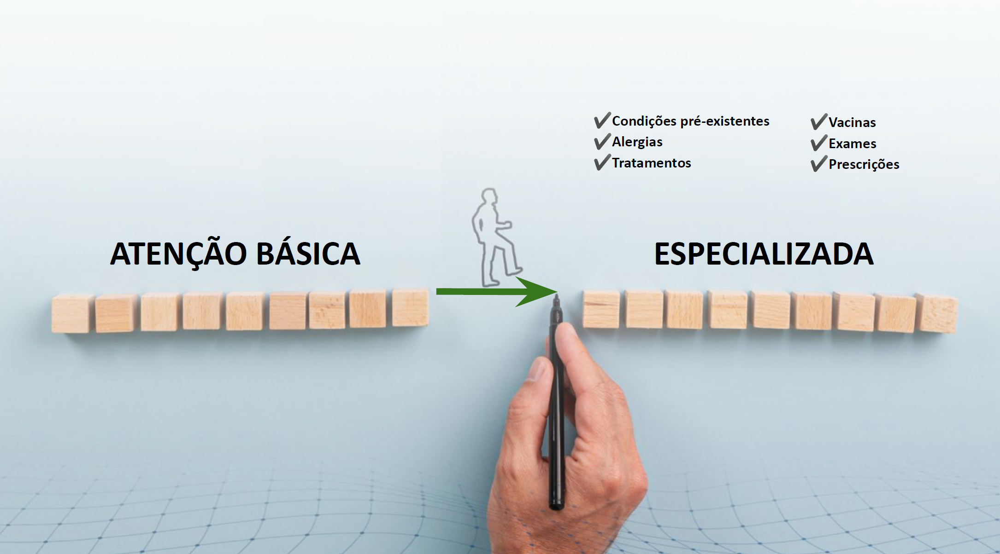 ✔Condições pré-existentes
✔Alergias
✔Tratamentos
✔Vacinas
✔Exames
✔Prescrições
ATENÇÃO BÁSICA
ESPECIALIZADA